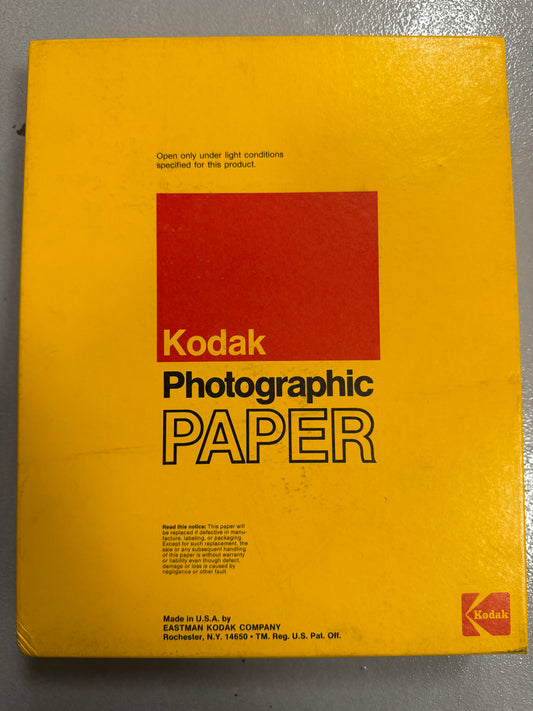 Open only under light conditions
specified for this product.
Kodak
Photographic
PAPER
Read this notice: This paper will
be replaced if defective in manu-
facture, labeling, or packaging
Except for such replacement, the
sale or any subsequent handling
of this paper is without warranty
or liability even though defect,
damage or loss is caused by
negligence or other fault
Made in U.S.A. by
EASTMAN KODAK COMPANY
Rochester, N.Y. 14650 • TM. Reg. U.S. Pat. Off.
Kodak